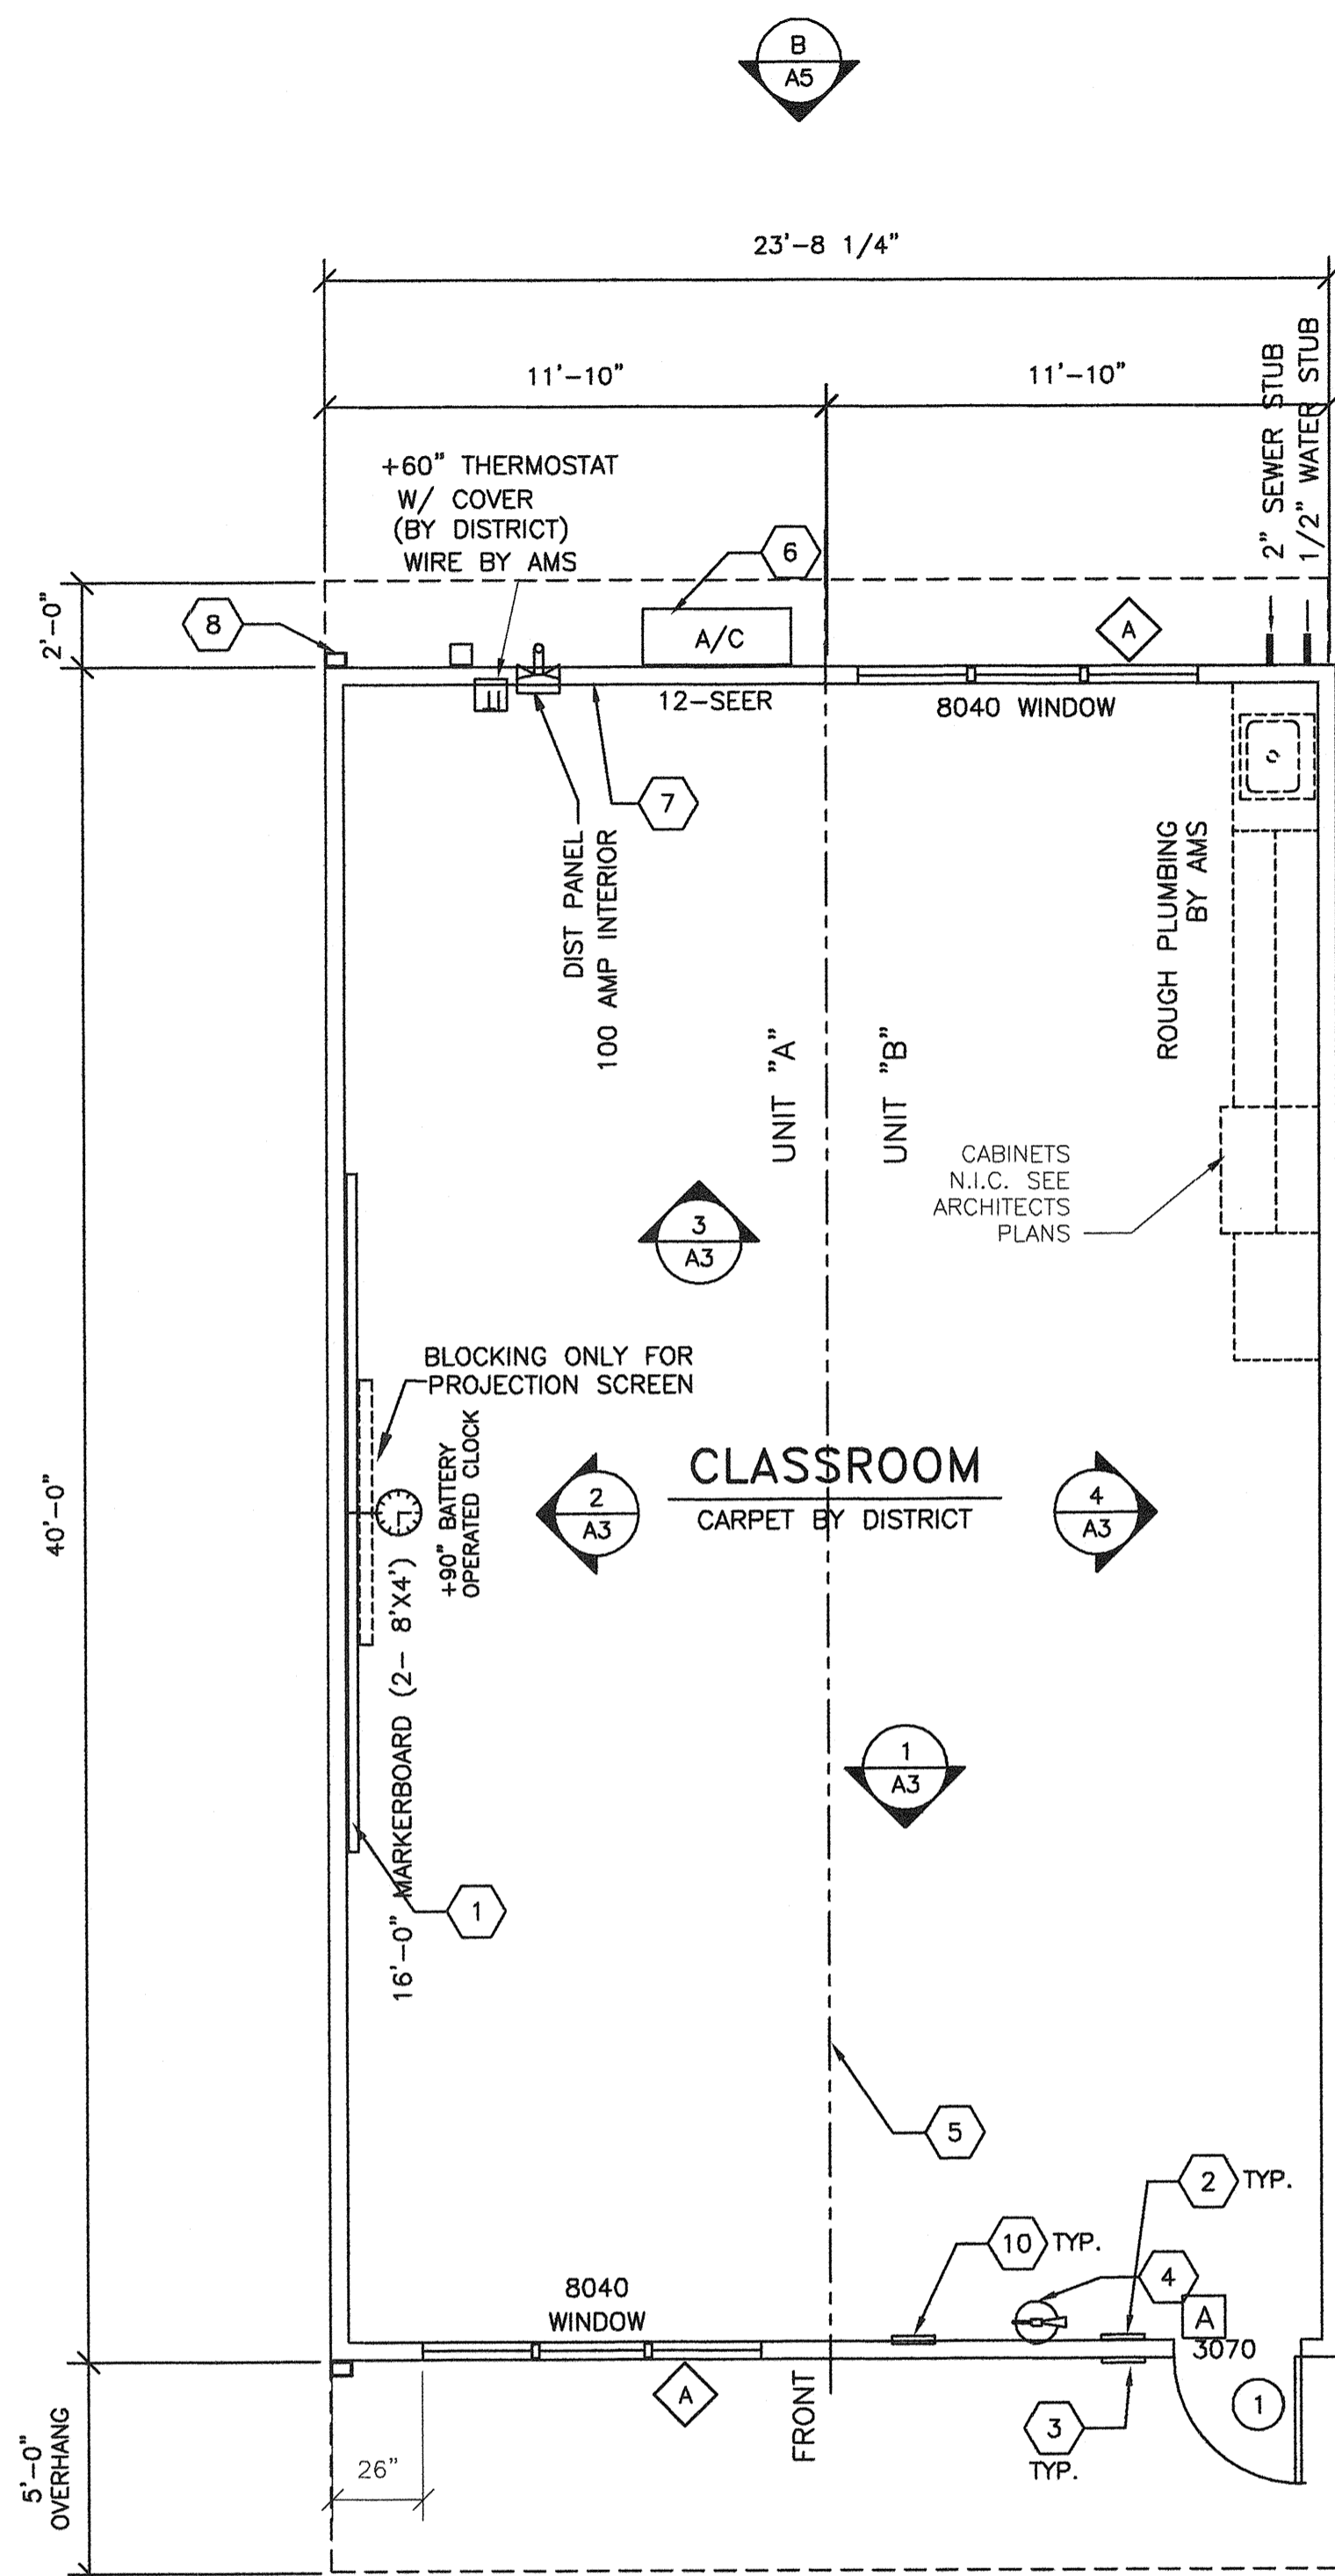 B
A5
23'-8 1/4"
11'-10"
11'-10"
2" SEWER STUB
1/2" WATER STUB
+60" THERMOSTAT
W/ COVER
(BY DISTRICT)
WIRE BY AMS
6
2'-0"
8
A/C
A
12-SEER
8040 WINDOW
7
DIST PANEL
100 AMP INTERIOR
ROUGH PLUMBING
BY AMS
UNIT "A"
UNIT "B"
CABINETS
N.I.C. SEE
ARCHITECTS
PLANS
3
A3
BLOCKING ONLY FOR
PROJECTION SCREEN
+90" BATTERY
OPERATED CLOCK
40'-0"
CLASSROOM
CARPET BY DISTRICT
2
A3
4
A3
16'-0" MARKERBOARD (2- 8'X4')
1
A3
1
5
2 TYP.
10 TYP.
4
A
3070
8040
WINDOW
A
FRONT
3
TYP.
1
5'-0"
OVERHANG
26"